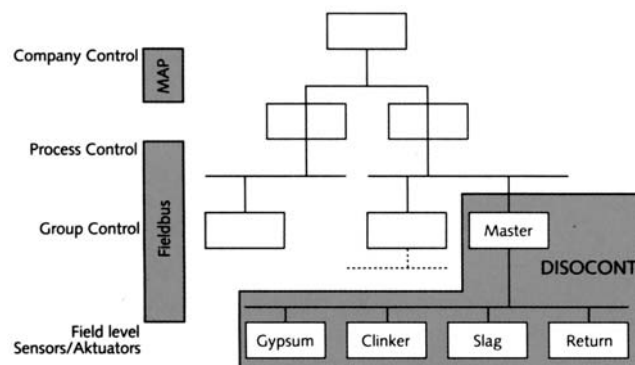 Company Control
MAP
Process Control
Fieldbus
Group Control
Master
DISOCONT
Field level
Sensors/Aktuators
Gypsum
Clinker
Slag
Return